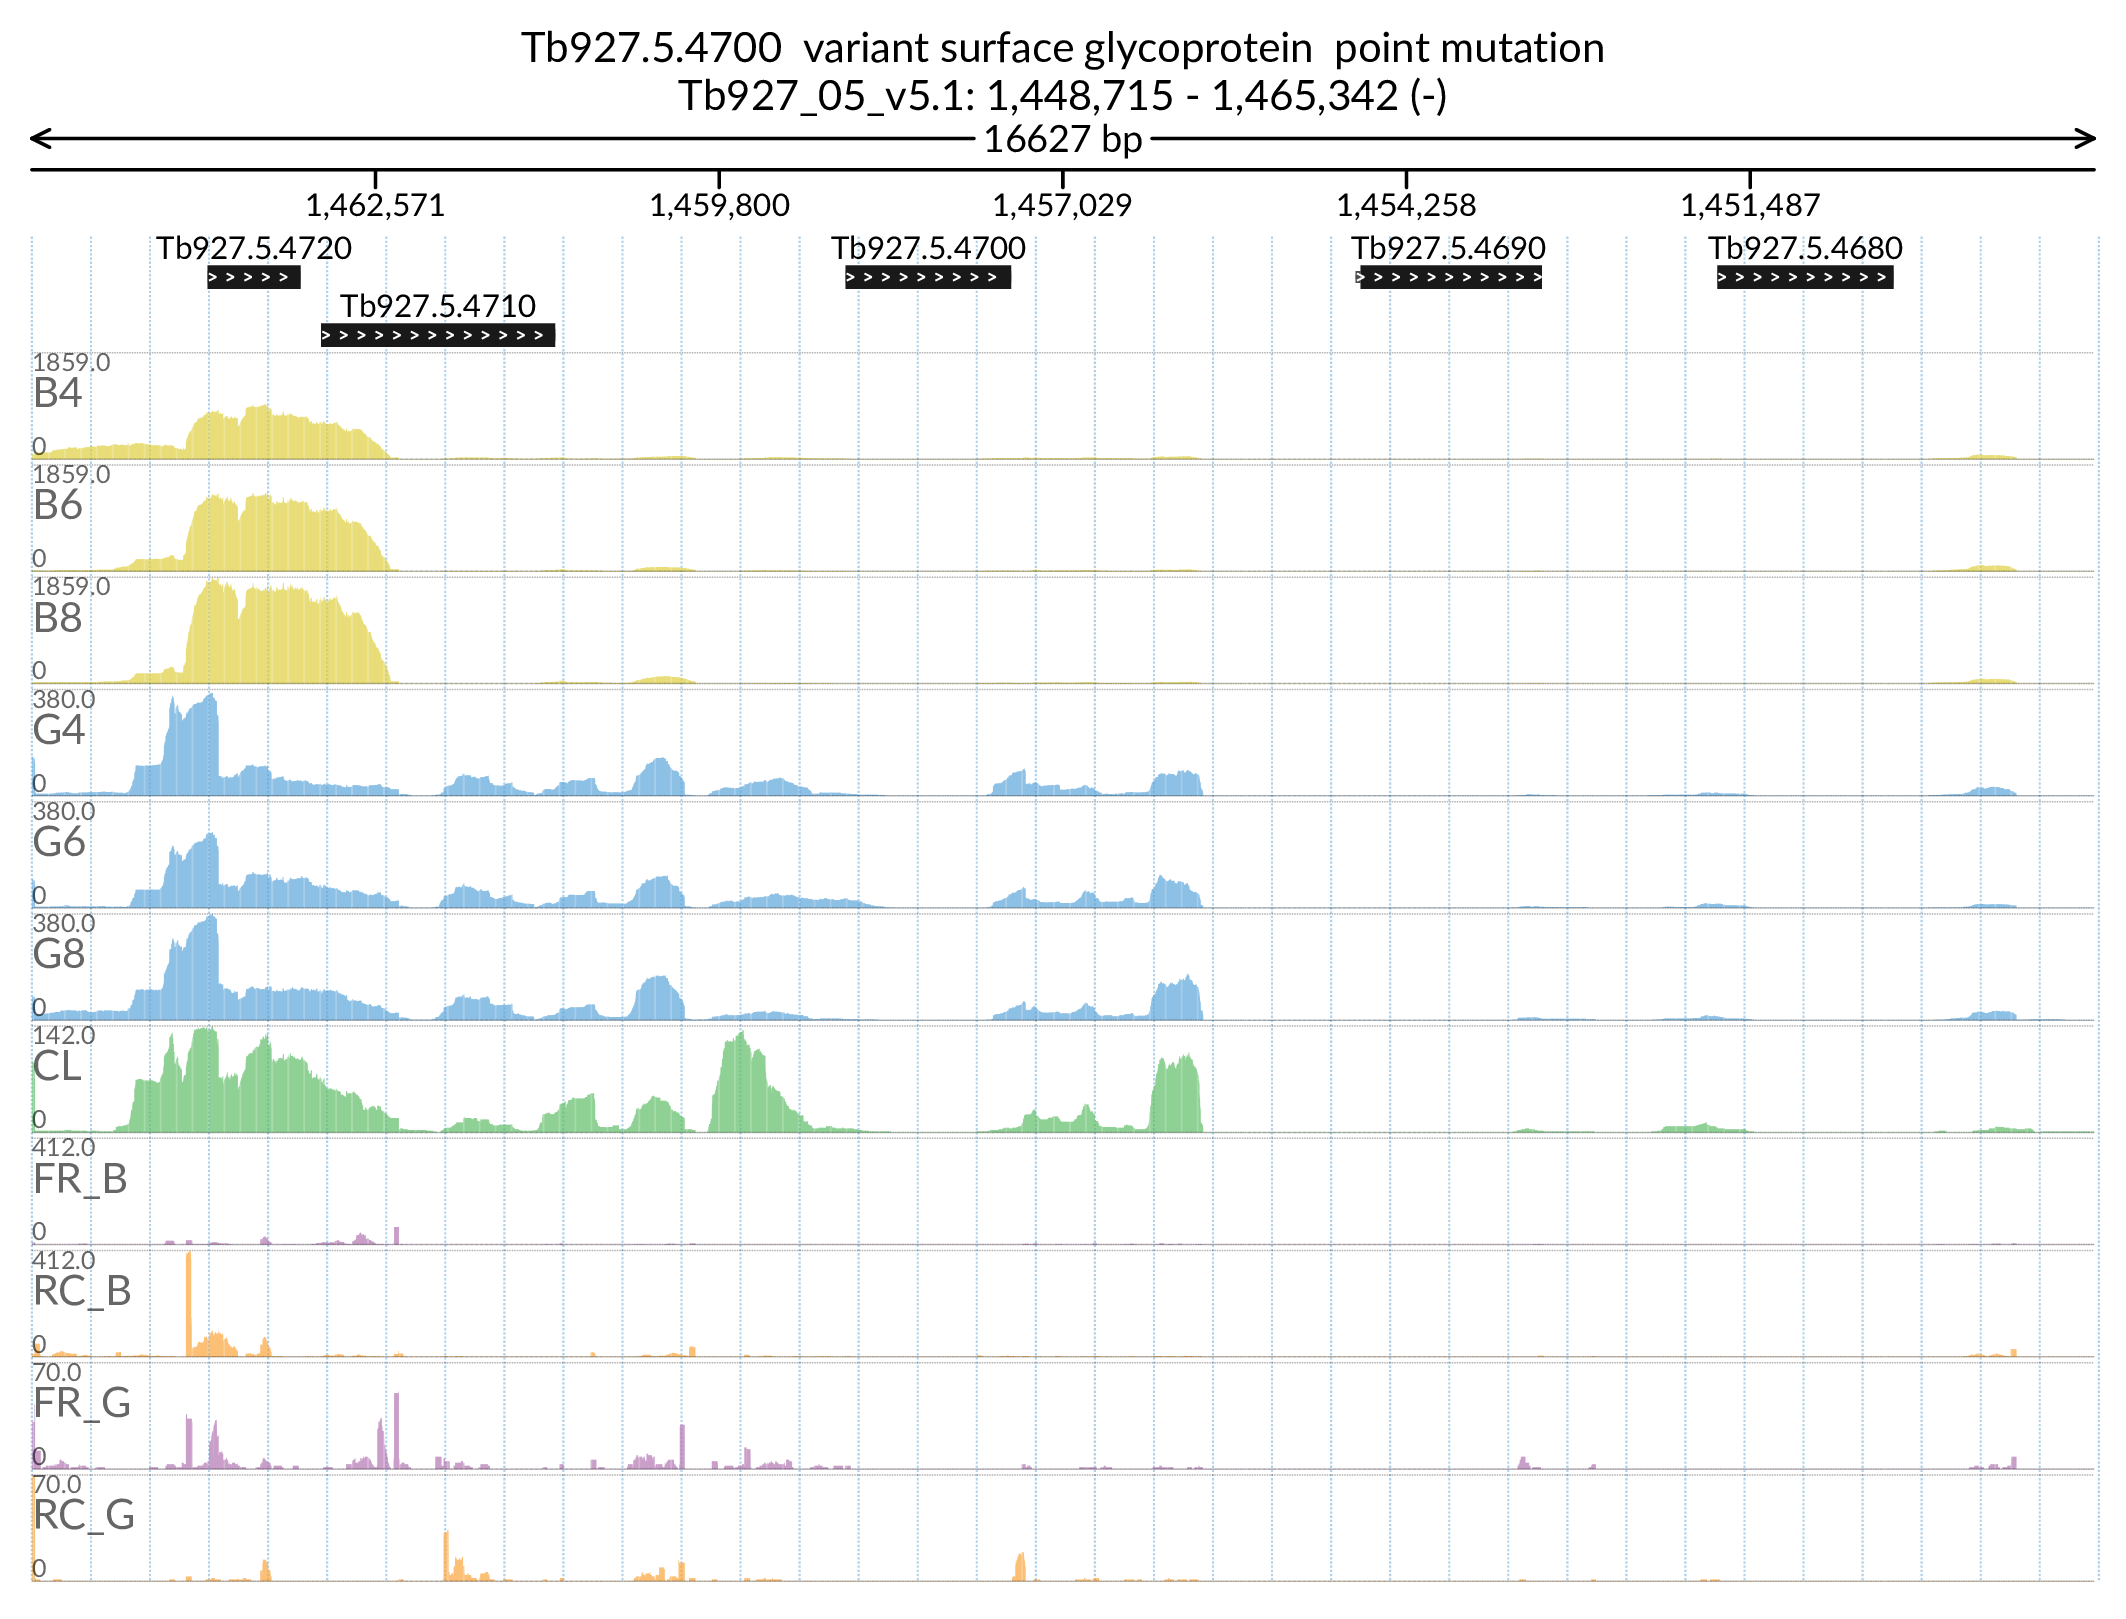 Tb927.5.4700  variant surface glycoprotein  point mutation
Tb927_05_v5.1: 1,448,715 - 1,465,342 (-)
16627 bp
1,462,571 1,459,800 1,457,029 1,454,258 1,451,487
Tb927.5.4720 Tb927.5.4700 Tb927.5.4690 Tb927.5.4680
Tb927.5.4710
1859.0
B4
0
1859.0
B6
0
1859.0
B8
0
380.0
G4
0
380.0
G6
0
380.0
G8
0
142.0
CL
0
412.0
FR_B
0
412.0
RC_B
0
70.0
FR_G
0
70.0
RC_G
0